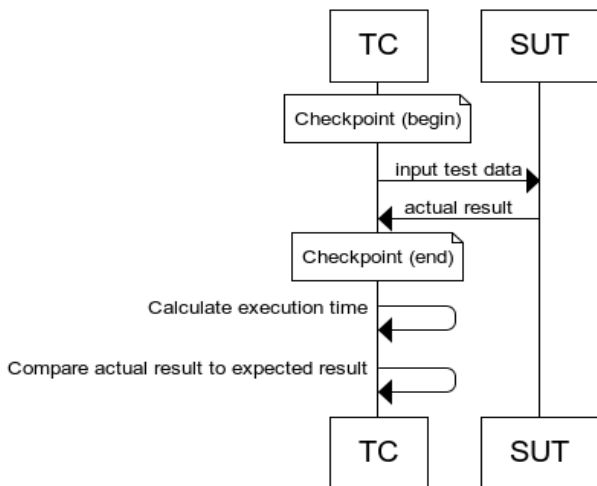 TC
SUT
Checkpoint (begin)
input test data
actual result
Checkpoint (end)
Calculate execution time
Compare actual result to expected result
TC
SUT